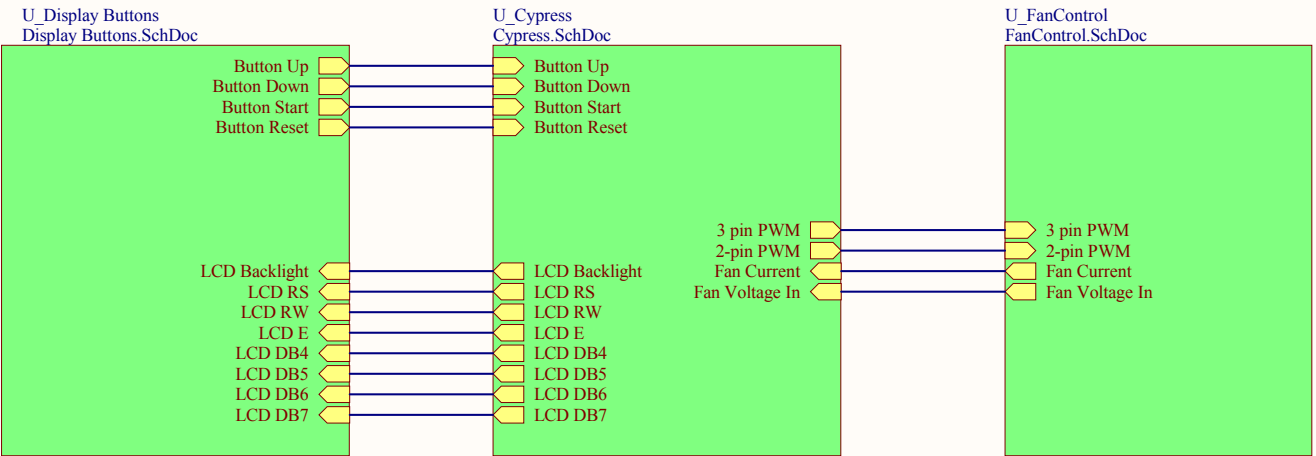 U_Display Buttons
Display Buttons.SchDoc
Button Up
Button Down
Button Start
Button Reset
LCD Backlight
LCD RS
LCD RW
LCD E
LCD DB4
LCD DB5
LCD DB6
LCD DB7
U_Cypress
Cypress.SchDoc
Button Up
Button Down
Button Start
Button Reset
LCD Backlight
LCD RS
LCD RW
LCD E
LCD DB4
LCD DB5
LCD DB6
LCD DB7
3 pin PWM
2-pin PWM
Fan Current
Fan Voltage In
U_FanControl
FanControl.SchDoc
3 pin PWM
2-pin PWM
Fan Current
Fan Voltage In